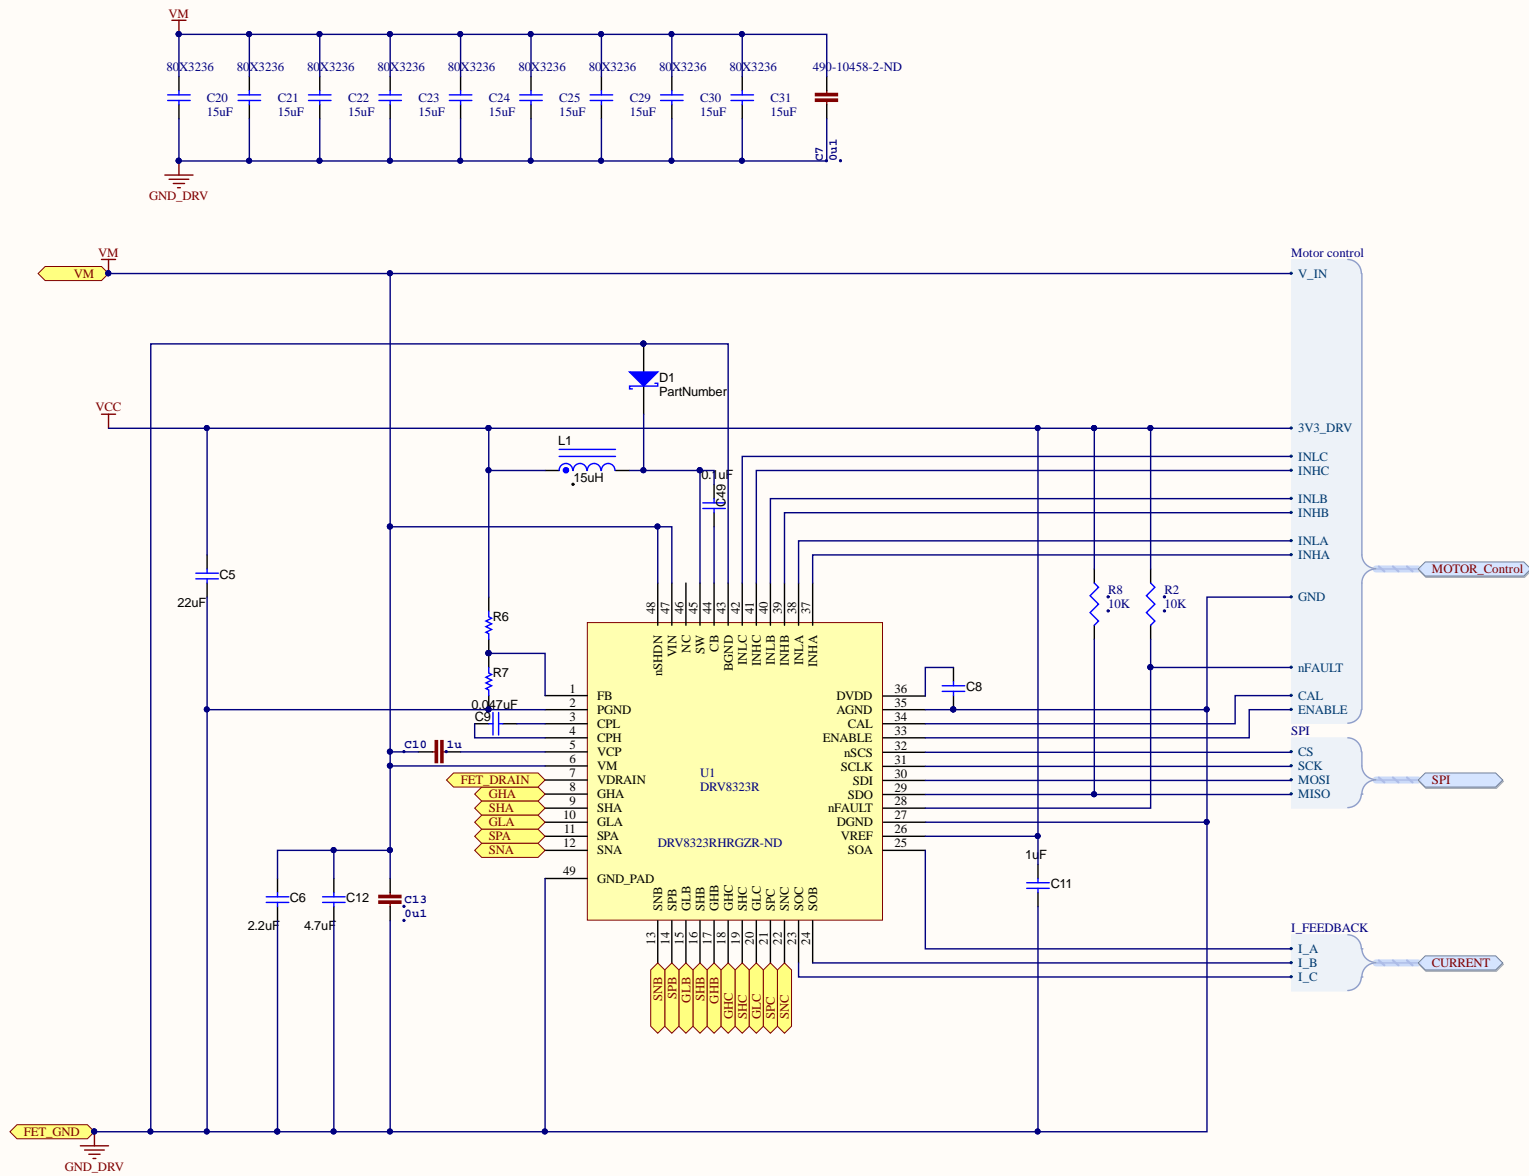 VM
80X3236 80X3236 80X3236 80X3236 80X3236 80X3236 80X3236 80X3236 80X3236 490-10458-2-ND
C20 C21 C22 C23 C24 C25 C29 C30 C31
15uF 15uF 15uF 15uF 15uF 15uF 15uF 15uF 15uF
C7
0u1
GND_DRV
VM
VM
Motor control
V_IN
D1
PartNumber
VCC
3V3_DRV
L1
15uH
0.1uF
C49
INLC
INHC
INLB
INHB
INLA
INHA
MOTOR_Control
C5
22uF
R8
10K
R2
10K
GND
R6
48 47 46 45 44 43 42 41 40 39 38 37
nSHDN VIN NC SW CB BGND INLC INHC INLB INHB INLA INHA
nFAULT
R7
CAL
ENABLE
0.047uF
C9
C10 1u
C8
1 FB
2 PGND
3 CPL
4 CPH
5 VCP
6 VM
FET_DRAIN 7 VDRAIN
GHA 8 GHA
SHA 9 SHA
GLA 10 GLA
SPA 11 SPA
SNA 12 SNA
49 GND_PAD
U1
DRV8323R
DRV8323RHRGZR-ND
DVDD 36
AGND 35
CAL 34
ENABLE 33
nSCS 32
SCLK 31
SDI 30
SDO 29
nFAULT 28
DGND 27
VREF 26
SOA 25
SPI
CS
SCK
MOSI
MISO
SPI
1uF
C11
C6
2.2uF
C12
4.7uF
C13
0u1
SNB SPB GLB SHB GHB GHC SHC GLC SPC SNC SOC SOB
13 14 15 16 17 18 19 20 21 22 23 24
SNB SPB GLB SHB GHB GHC SHC GLC SPC SNC
I_FEEDBACK
I_A
I_B
I_C
CURRENT
FET_GND
GND_DRV